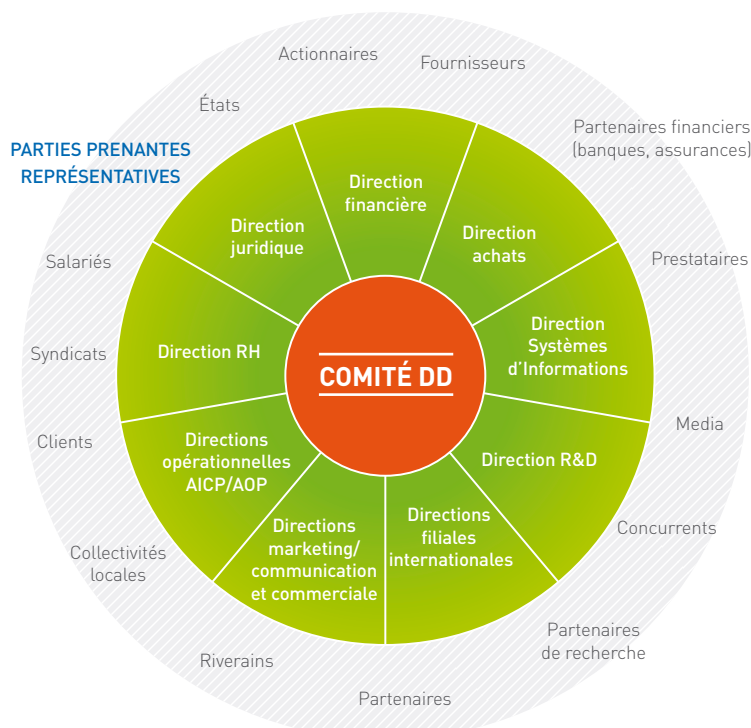 Actionnaires
Fournisseurs
États
Partenaires financiers
(banques, assurances)
PARTIES PRENANTES
REPRÉSENTATIVES
Direction
financière
Direction
juridique
Direction
achats
Salariés
Prestataires
Direction
Systèmes
d'Informations
Syndicats
Direction RH
COMITÉ DD
Media
Clients
Directions
opérationnelles
AICP/AOP
Direction R&D
Directions
marketing/
communication
et commerciale
Directions
filiales
internationales
Concurrents
Collectivités
locales
Partenaires
de recherche
Riverains
Partenaires